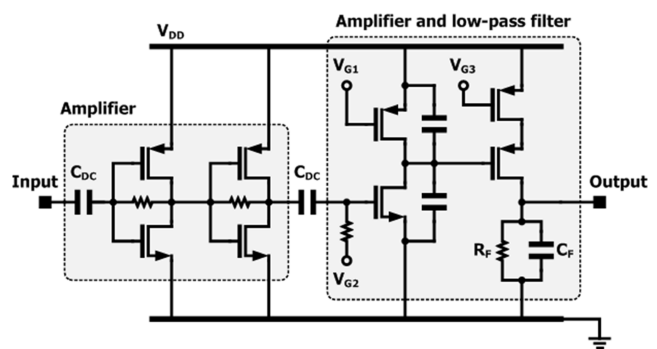 Amplifier and low-pass filter
VDD
VG1
VG3
Amplifier
CDC
CDC
Input
Output
RF
CF
VG2